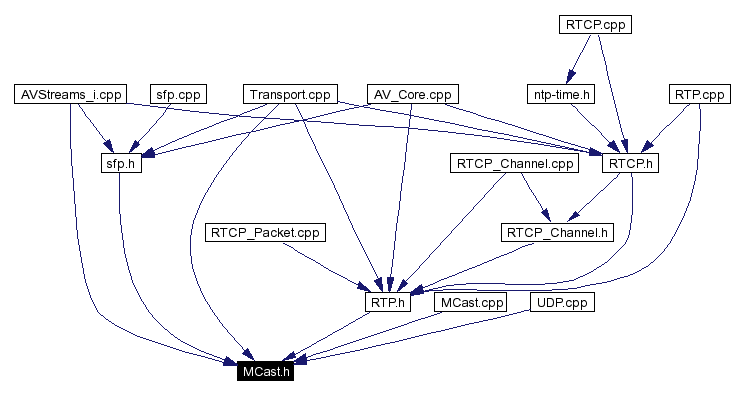 RTCP.cpp
AVStreams_i.cpp
sfp.cpp
Transport.cpp
AV_Core.cpp
ntp-time.h
RTP.cpp
sfp.h
RTCP_Channel.cpp
RTCP.h
RTCP_Packet.cpp
RTCP_Channel.h
RTP.h
MCast.cpp
UDP.cpp
MCast.h